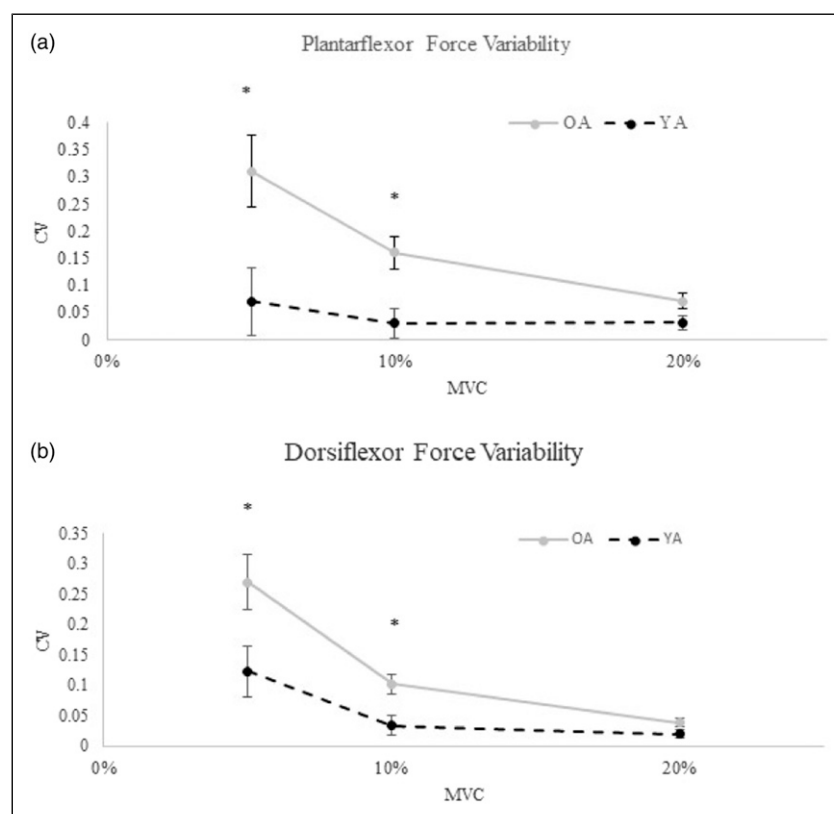 (a)
Plantarflexor Force Variability
*
OA YA
0.4
0.35
0.3
*
0.25
0.2
CV
0.15
0.1
0.05
0
0% 10% 20%
MVC
(b)
Dorsiflexor Force Variability
*
0.35
OA YA
0.3
0.25
0.2
*
CV
0.15
0.1
0.05
0
0% 10% 20%
MVC